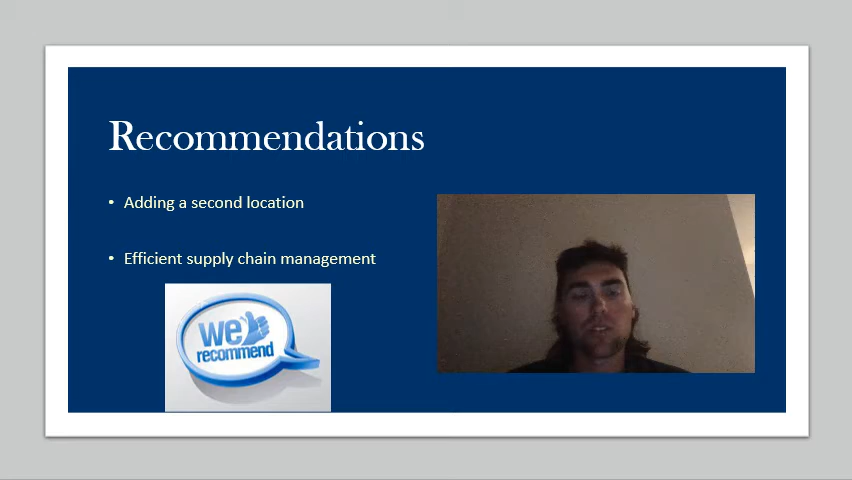 Recommendations
• Adding a second location
• Efficient supply chain management
we
recommend